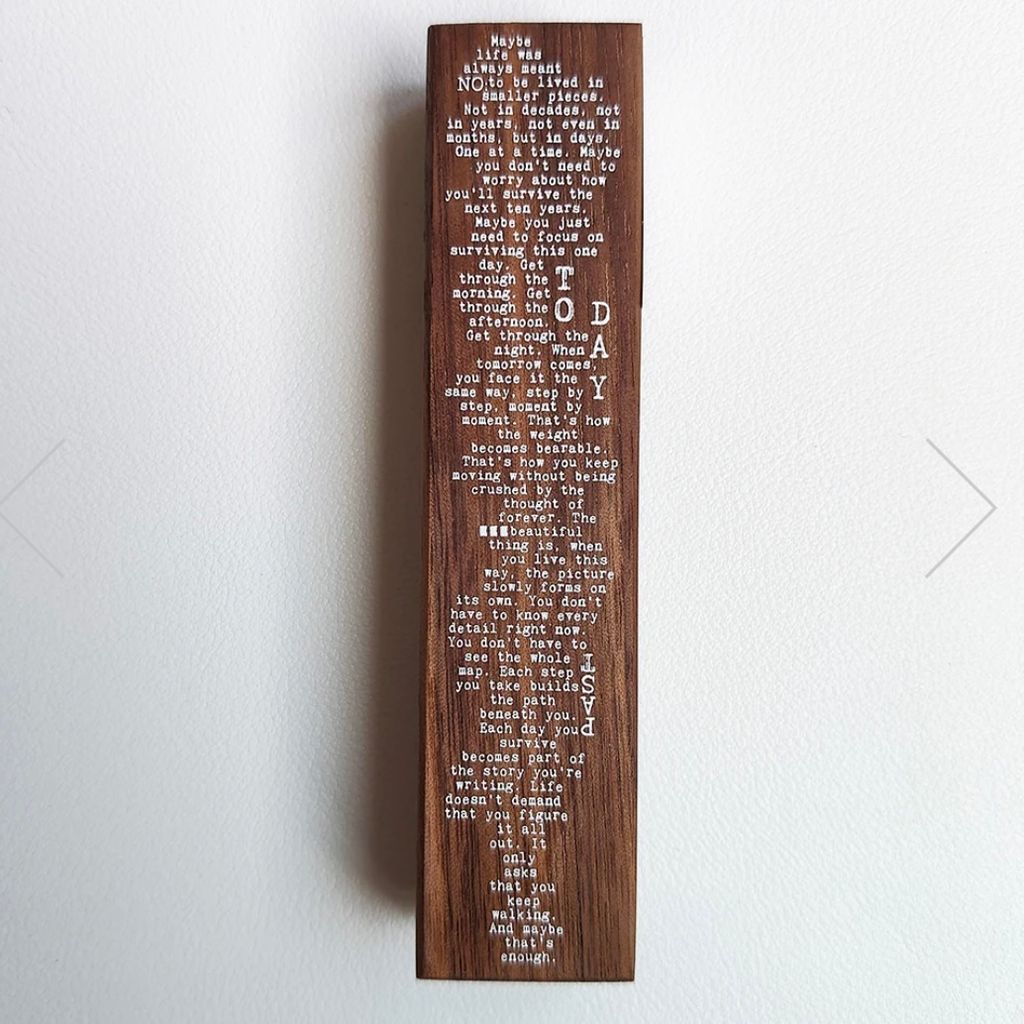 Maybe
life was
always meant
NO to be lived in
smaller pieces.
Not in decades, not
in years, not even in
months, but in days.
One at a time. Maybe
you don't need to
worry about how
you'll survive the
next ten years.
Maybe you just
need to focus on
surviving this one
day. Get
through the
morning. Get
through the
afternoon.
TO
DAY
Get through the
night. When
tomorrow comes,
you face it the
same way, step by
step, moment by
moment. That's how
the weight
becomes bearable.
That's how you keep
moving without being
crushed by the
thought of
forever. The
beautiful
thing is, when
you live this
way, the picture
slowly forms on
its own. You don't
have to know every
detail right now.
You don't have to
see the whole
map. Each step
you take builds
the path
beneath you.
Each day you
PAST
survive
becomes part of
the story you're
writing. Life
doesn't demand
that you figure
it all
out. It
only
asks
that you
keep
walking.
And maybe
that's
enough.